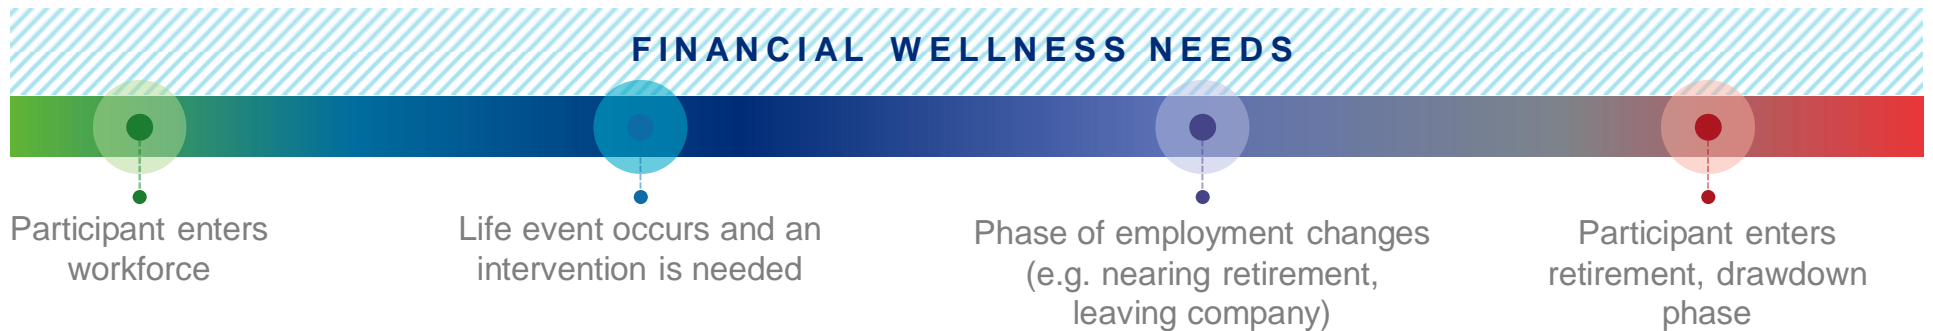 FINANCIAL WELLNESS NEEDS
Participant enters
workforce
Life event occurs and an
intervention is needed
Phase of employment changes
(e.g. nearing retirement,
leaving company)
Participant enters
retirement, drawdown
phase